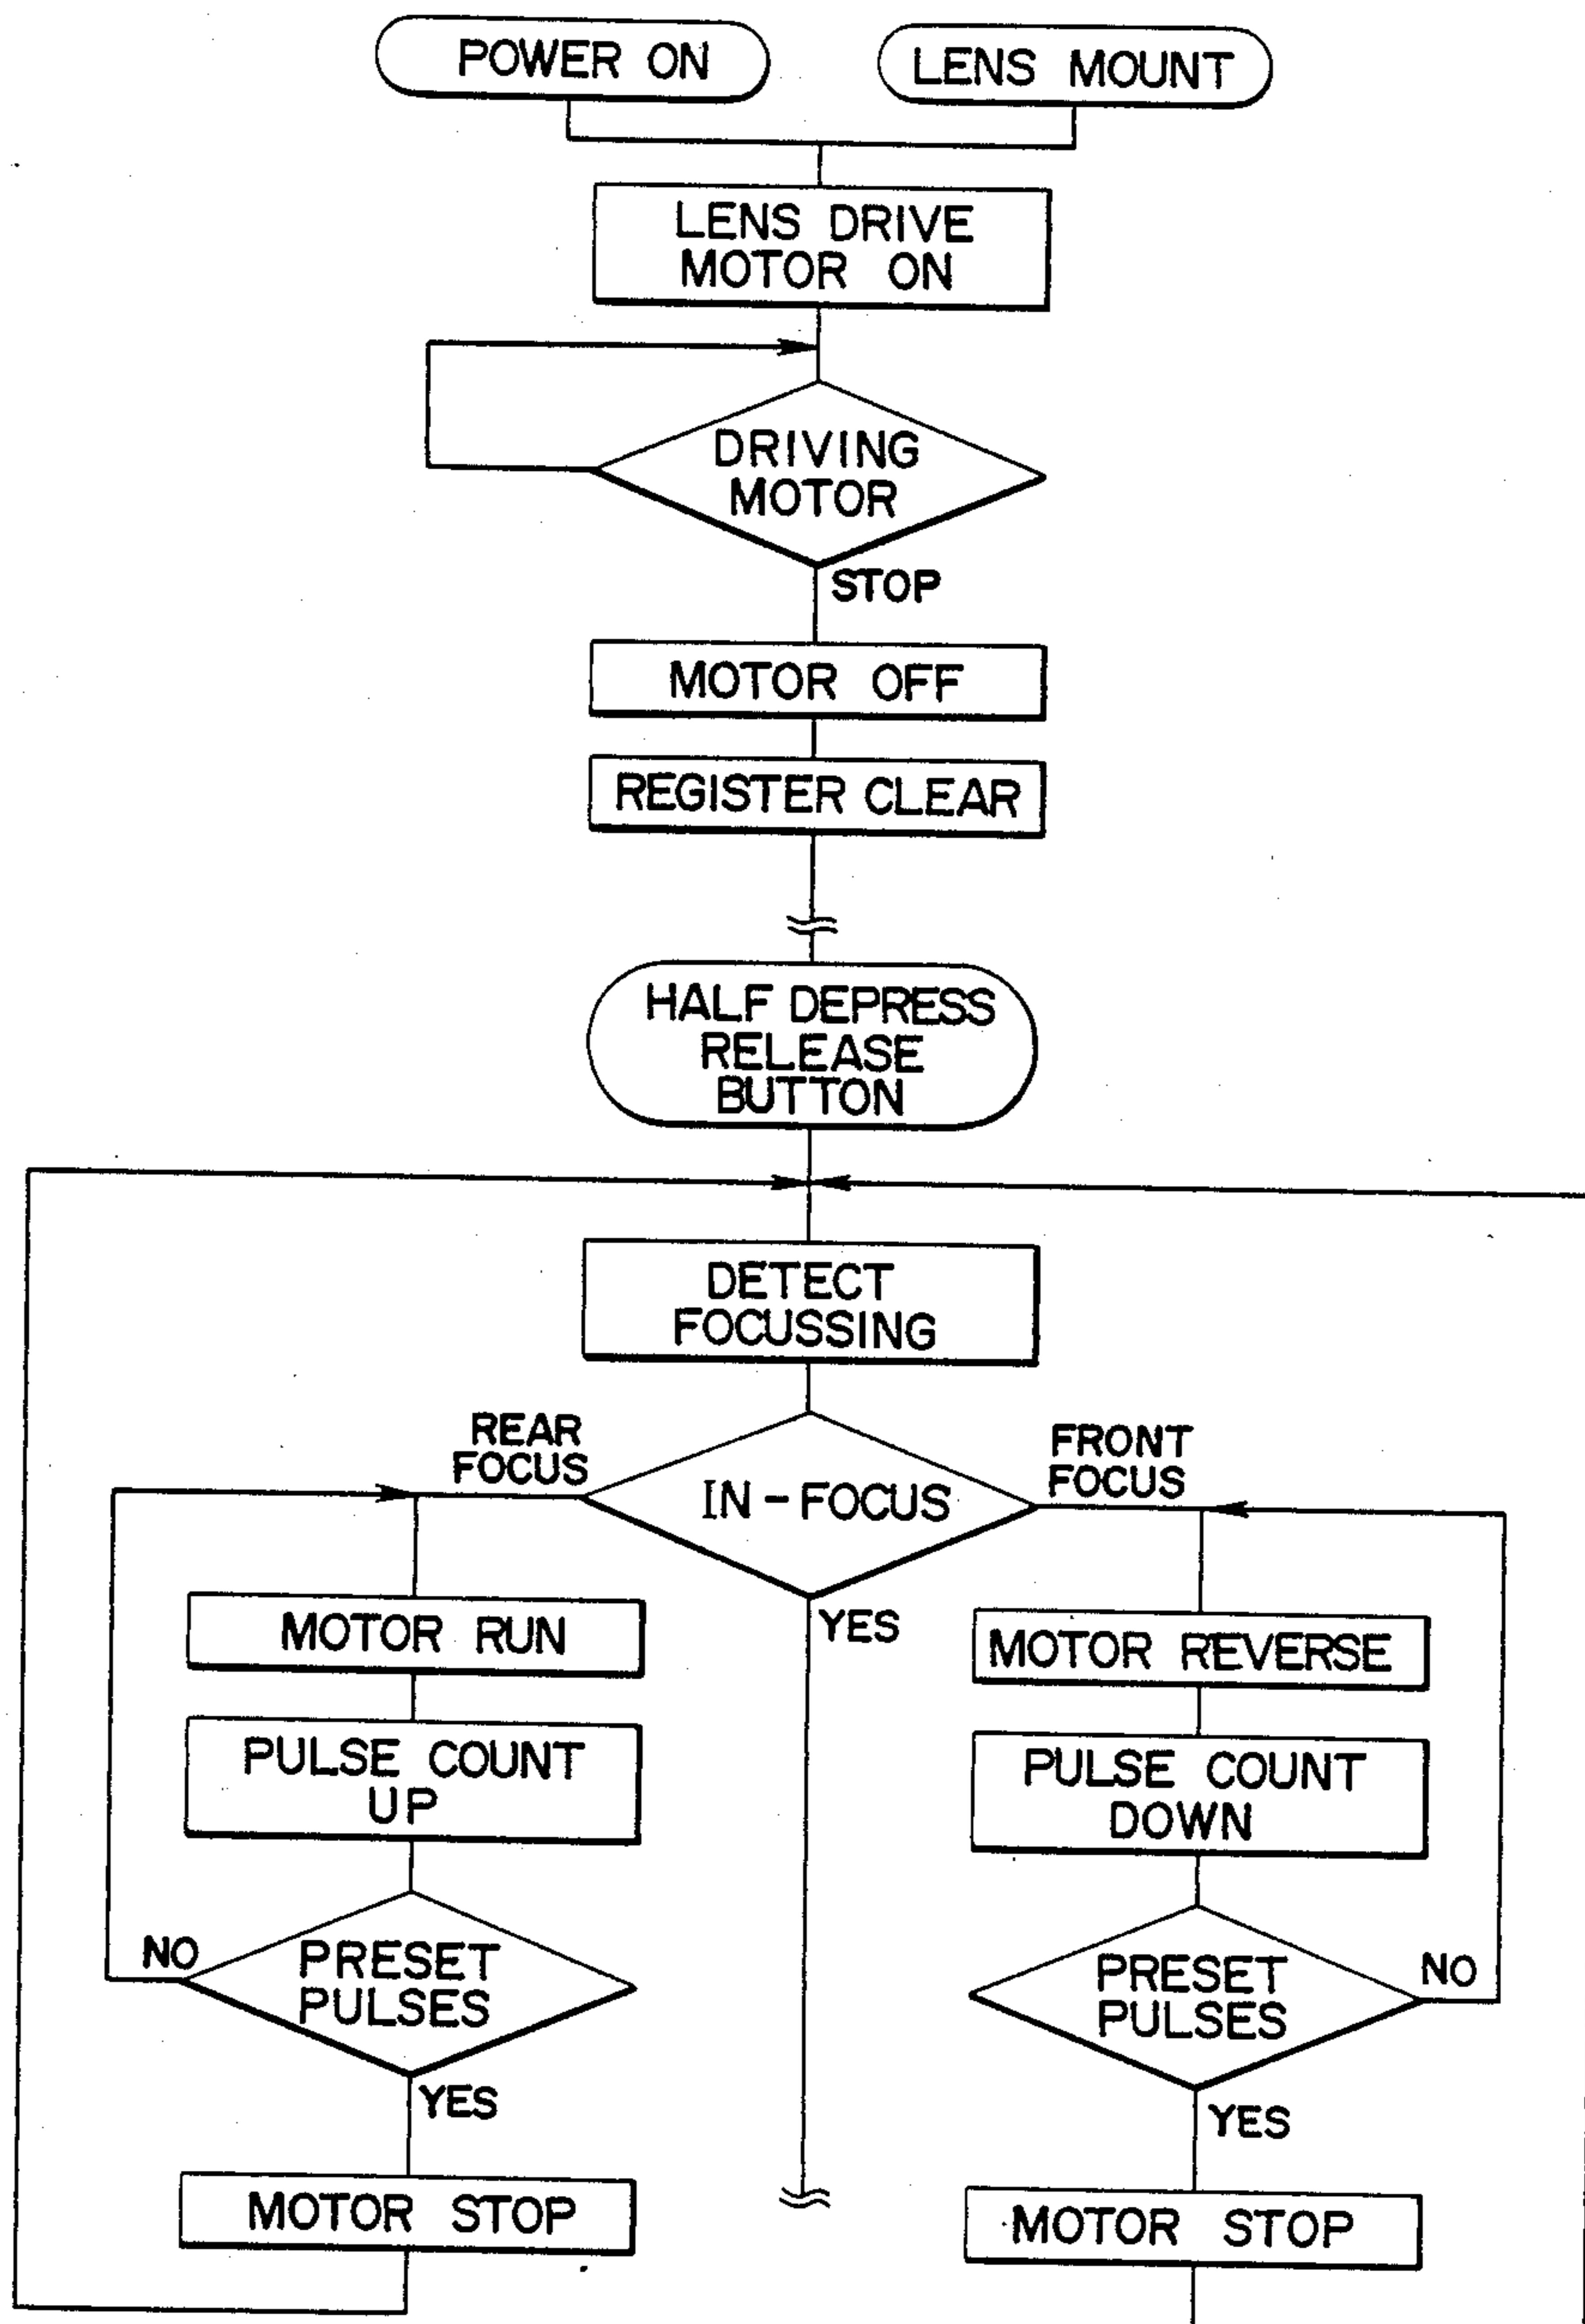 POWER ON
LENS MOUNT
LENS DRIVE
MOTOR ON
DRIVING
MOTOR
STOP
MOTOR OFF
REGISTER CLEAR
HALF DEPRESS
RELEASE
BUTTON
DETECT
FOCUSSING
REAR
FOCUS
IN-FOCUS
FRONT
FOCUS
YES
MOTOR RUN
PULSE COUNT
UP
NO
PRESET
PULSES
YES
MOTOR STOP
MOTOR REVERSE
PULSE COUNT
DOWN
PRESET
PULSES
NO
YES
MOTOR STOP